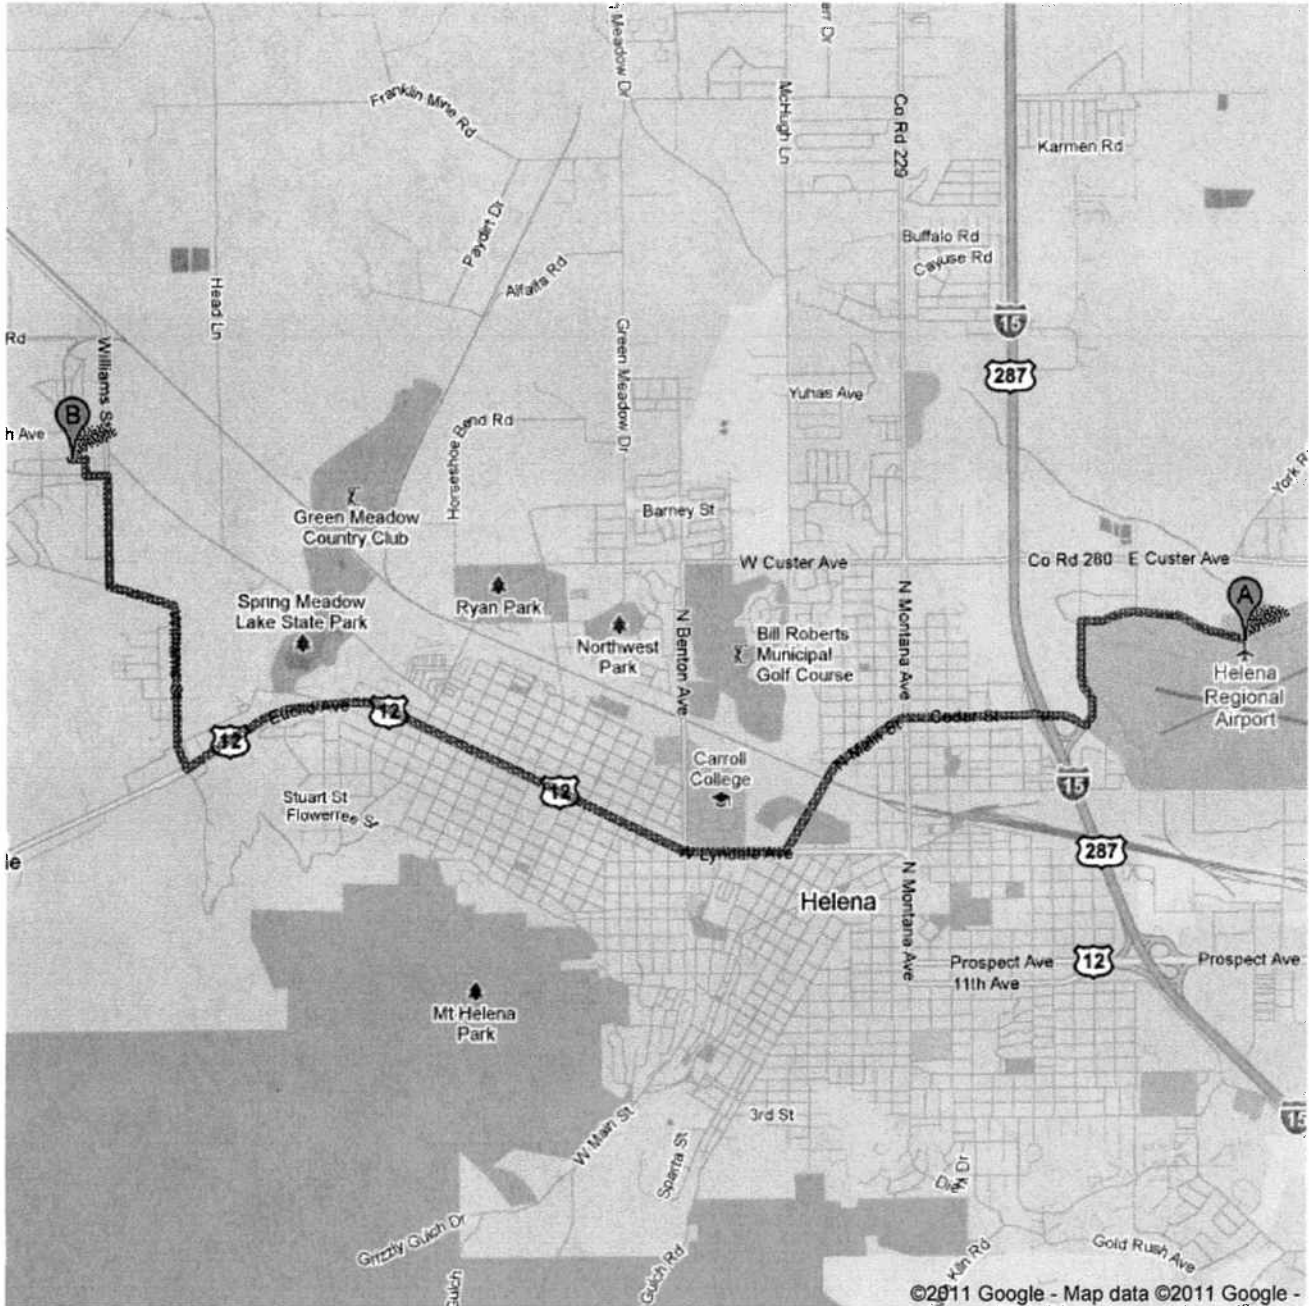 Meadow Dr
Franklin Mine Rd
McHugh Ln
Co Rd 229
Karmen Rd
Paydirt Dr
Buffalo Rd
Cayuse Rd
Alfalfa Rd
Head Ln
15
Rd
Williams St
Green Meadow Dr
287
Yuhas Ave
B
Ave
Horseshoe Bend Rd
York R
Barney St
Green Meadow
Country Club
W Custer Ave
Co Rd 280
E Custer Ave
Ryan Park
A
Spring Meadow
Lake State Park
N Benton Ave
N Montana Ave
Northwest
Park
Bill Roberts
Municipal
Golf Course
Helena
Regional
Airport
Euclid Ave
12
12
Cedar St
N Main St
Carroll
College
15
12
Stuart St
Flowerree St
287
Lyndale Ave
N Montana Ave
Helena
Prospect Ave
12
Prospect Ave
11th Ave
Mt Helena
Park
3rd St
15
W Main St
Sparta St
Dr
Grizzly Gulch Dr
Gold Rush Ave
Gulch
Gulch Rd
Kiln Rd
©2011 Google - Map data ©2011 Google -